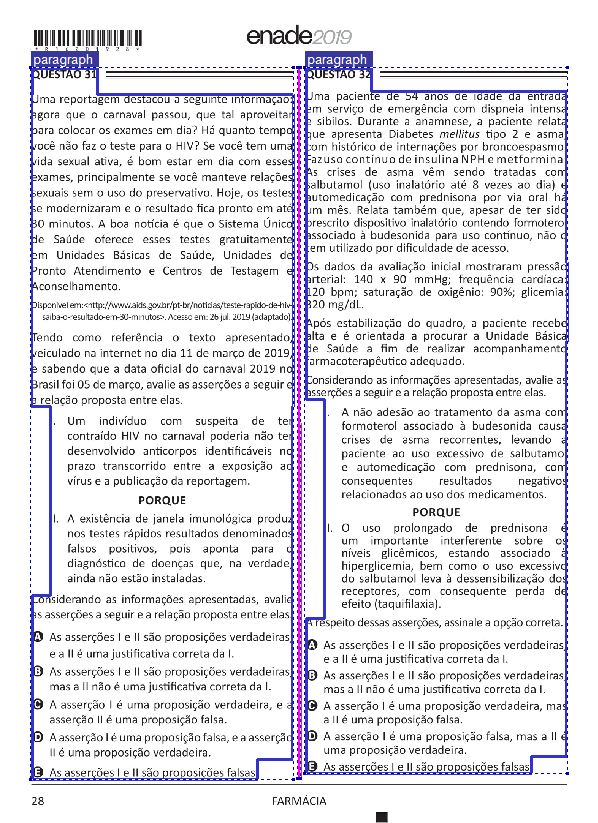 *R1620192 8*
enade2019
paragraph
QUESTÃO 31
Uma reportagem destacou a seguinte informação:
agora que o carnaval passou, que tal aproveitar
para colocar os exames em dia? Há quanto tempo
você não faz o teste para o HIV? Se você tem uma
vida sexual ativa, é bom estar em dia com esses
exames, principalmente se você manteve relações
sexuais sem o uso do preservativo. Hoje, os testes
se modernizaram e o resultado fica pronto em até
30 minutos. A boa notícia é que o Sistema Único
de Saúde oferece esses testes gratuitamente
em Unidades Básicas de Saúde, Unidades de
Pronto Atendimento e Centros de Testagem e
Aconselhamento.
Disponível em:<http://www.aids.gov.br/pt-br/noticias/teste-rapido-de-hiv-
saiba-o-resultado-em-30-minutos>. Acesso em: 26 jul. 2019 (adaptado).
Tendo como referência o texto apresentado,
veiculado na internet no dia 11 de março de 2019,
e sabendo que a data oficial do carnaval 2019 no
Brasil foi 05 de março, avalie as asserções a seguir e
a relação proposta entre elas.
I. Um indivíduo com suspeita de ter
contraído HIV no carnaval poderia não ter
desenvolvido anticorpos identificáveis no
prazo transcorrido entre a exposição ao
vírus e a publicação da reportagem.
PORQUE
II. A existência de janela imunológica produz
nos testes rápidos resultados denominados
falsos positivos, pois aponta para o
diagnóstico de doenças que, na verdade,
ainda não estão instaladas.
Considerando as informações apresentadas, avalie
as asserções a seguir e a relação proposta entre elas.
A As asserções I e II são proposições verdadeiras,
e a II é uma justificativa correta da I.
B As asserções I e II são proposições verdadeiras,
mas a II não é uma justificativa correta da I.
C A asserção I é uma proposição verdadeira, e a
asserção II é uma proposição falsa.
D A asserção I é uma proposição falsa, e a asserção
II é uma proposição verdadeira.
E As asserções I e II são proposições falsas.
paragraph
QUESTÃO 32
Uma paciente de 54 anos de idade dá entrada
em serviço de emergência com dispneia intensa
e sibilos. Durante a anamnese, a paciente relata
que apresenta Diabetes mellitus tipo 2 e asma,
com histórico de internações por broncoespasmo.
Faz uso contínuo de insulina NPH e metformina.
As crises de asma vêm sendo tratadas com
salbutamol (uso inalatório até 8 vezes ao dia) e
automedicação com prednisona por via oral há
um mês. Relata também que, apesar de ter sido
prescrito dispositivo inalatório contendo formoterol
associado à budesonida para uso contínuo, não o
tem utilizado por dificuldade de acesso.
Os dados da avaliação inicial mostraram pressão
arterial: 140 x 90 mmHg; frequência cardíaca:
120 bpm; saturação de oxigênio: 90%; glicemia:
320 mg/dL.
Após estabilização do quadro, a paciente recebe
alta e é orientada a procurar a Unidade Básica
de Saúde a fim de realizar acompanhamento
farmacoterapêutico adequado.
Considerando as informações apresentadas, avalie as
asserções a seguir e a relação proposta entre elas.
I. A não adesão ao tratamento da asma com
formoterol associado à budesonida causa
crises de asma recorrentes, levando a
paciente ao uso excessivo de salbutamol
e automedicação com prednisona, com
consequentes resultados negativos
relacionados ao uso dos medicamentos.
PORQUE
II. O uso prolongado de prednisona é
um importante interferente sobre os
níveis glicêmicos, estando associado à
hiperglicemia, bem como o uso excessivo
do salbutamol leva à dessensibilização dos
receptores, com consequente perda de
efeito (taquifilaxia).
A respeito dessas asserções, assinale a opção correta.
A As asserções I e II são proposições verdadeiras,
e a II é uma justificativa correta da I.
B As asserções I e II são proposições verdadeiras,
mas a II não é uma justificativa correta da I.
C A asserção I é uma proposição verdadeira, mas
a II é uma proposição falsa.
D A asserção I é uma proposição falsa, mas a II é
uma proposição verdadeira.
E As asserções I e II são proposições falsas.
28
FARMÁCIA